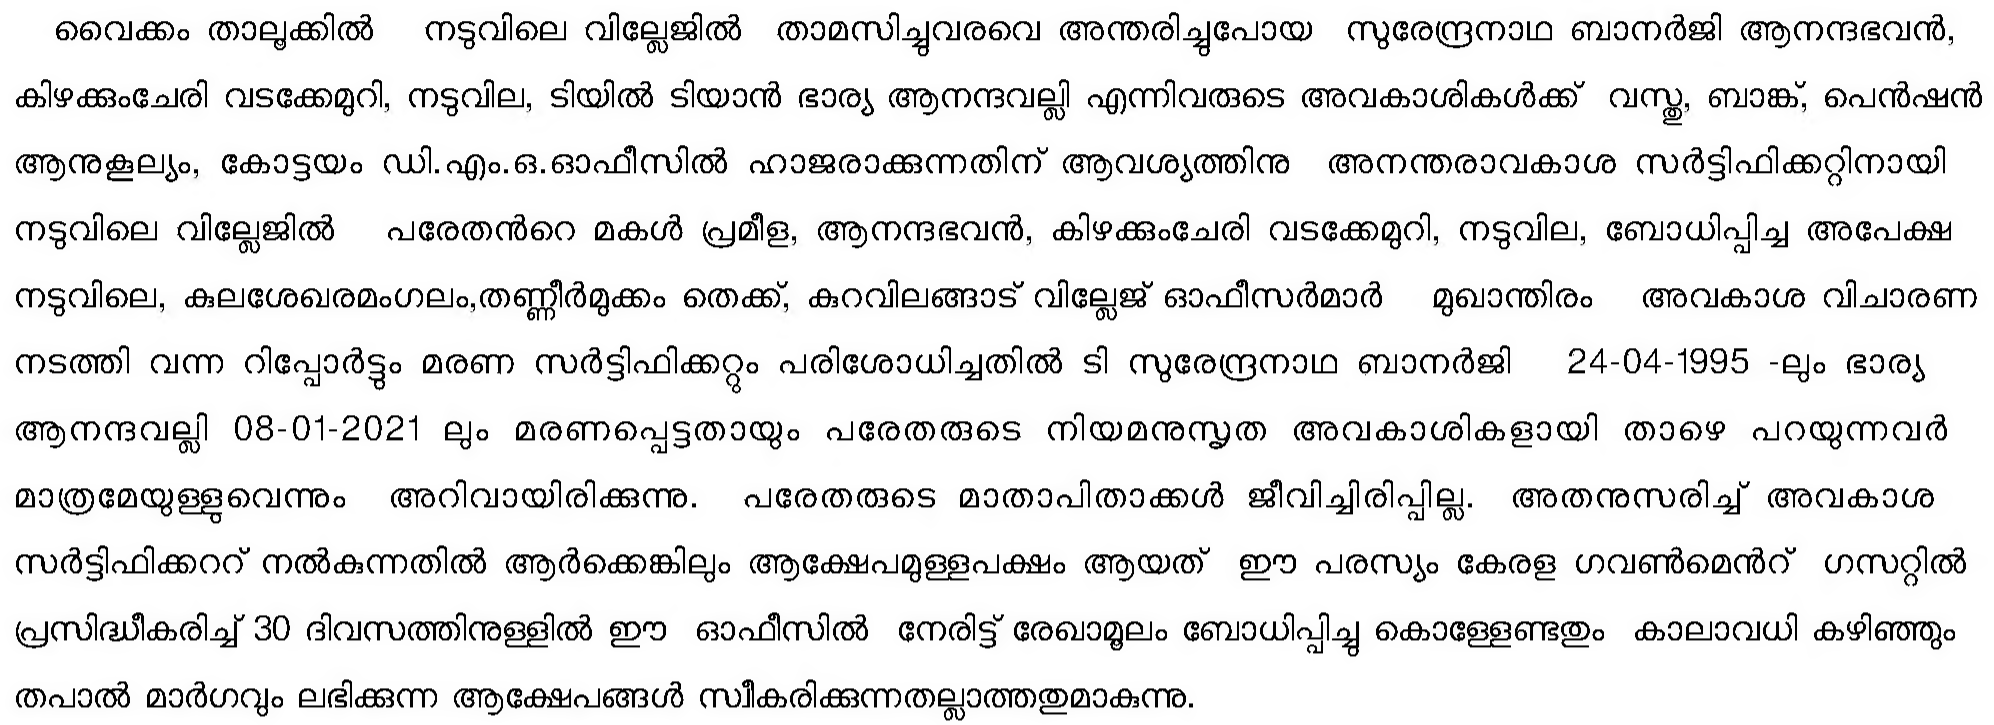 വൈക്കം താലൂക്കിൽ നടുവിലെ വില്ലേജിൽ താമസിച്ചുവരവെ അന്തരിച്ചുപോയ സുരേന്ദ്രനാഥ ബാനർജി ആനന്ദഭവൻ,
കിഴക്കുംചേരി വടക്കേമുറി, നടുവില, ടിയിൽ ടിയാൻ ഭാര്യ ആനന്ദവല്ലി എന്നിവരുടെ അവകാശികൾക്ക് വസ്തു, ബാങ്ക്, പെൻഷൻ
ആനുകൂല്യം, കോട്ടയം ഡി.എം.ഒ.ഓഫീസിൽ ഹാജരാക്കുന്നതിന് ആവശ്യത്തിനു അനന്തരാവകാശ സർട്ടിഫിക്കറ്റിനായി
നടുവിലെ വില്ലേജിൽ പരേതൻറെ മകൾ പ്രമീള, ആനന്ദഭവൻ, കിഴക്കുംചേരി വടക്കേമുറി, നടുവില, ബോധിപ്പിച്ച അപേക്ഷ
നടുവിലെ, കുലശേഖരമംഗലം,തണ്ണീർമുക്കം തെക്ക്, കുറവിലങ്ങാട് വില്ലേജ് ഓഫീസർമാർ മുഖാന്തിരം അവകാശ വിചാരണ
നടത്തി വന്ന റിപ്പോർട്ടും മരണ സർട്ടിഫിക്കറ്റും പരിശോധിച്ചതിൽ ടി സുരേന്ദ്രനാഥ ബാനർജി 24-04-1995 -ലും ഭാര്യ
ആനന്ദവല്ലി 08-01-2021 ലും മരണപ്പെട്ടതായും പരേതരുടെ നിയമനുസൃത അവകാശികളായി താഴെ പറയുന്നവർ
മാത്രമേയുള്ളുവെന്നും അറിവായിരിക്കുന്നു. പരേതരുടെ മാതാപിതാക്കൾ ജീവിച്ചിരിപ്പില്ല. അതനുസരിച്ച് അവകാശ
സർട്ടിഫിക്കററ് നൽകുന്നതിൽ ആർക്കെങ്കിലും ആക്ഷേപമുള്ളപക്ഷം ആയത് ഈ പരസ്യം കേരള ഗവൺമെൻറ് ഗസറ്റിൽ
പ്രസിദ്ധീകരിച്ച് 30 ദിവസത്തിനുള്ളിൽ ഈ ഓഫീസിൽ നേരിട്ട് രേഖാമൂലം ബോധിപ്പിച്ചു കൊള്ളേണ്ടതും കാലാവധി കഴിഞ്ഞും
തപാൽ മാർഗവും ലഭിക്കുന്ന ആക്ഷേപങ്ങൾ സ്വീകരിക്കുന്നതല്ലാത്തതുമാകുന്നു.